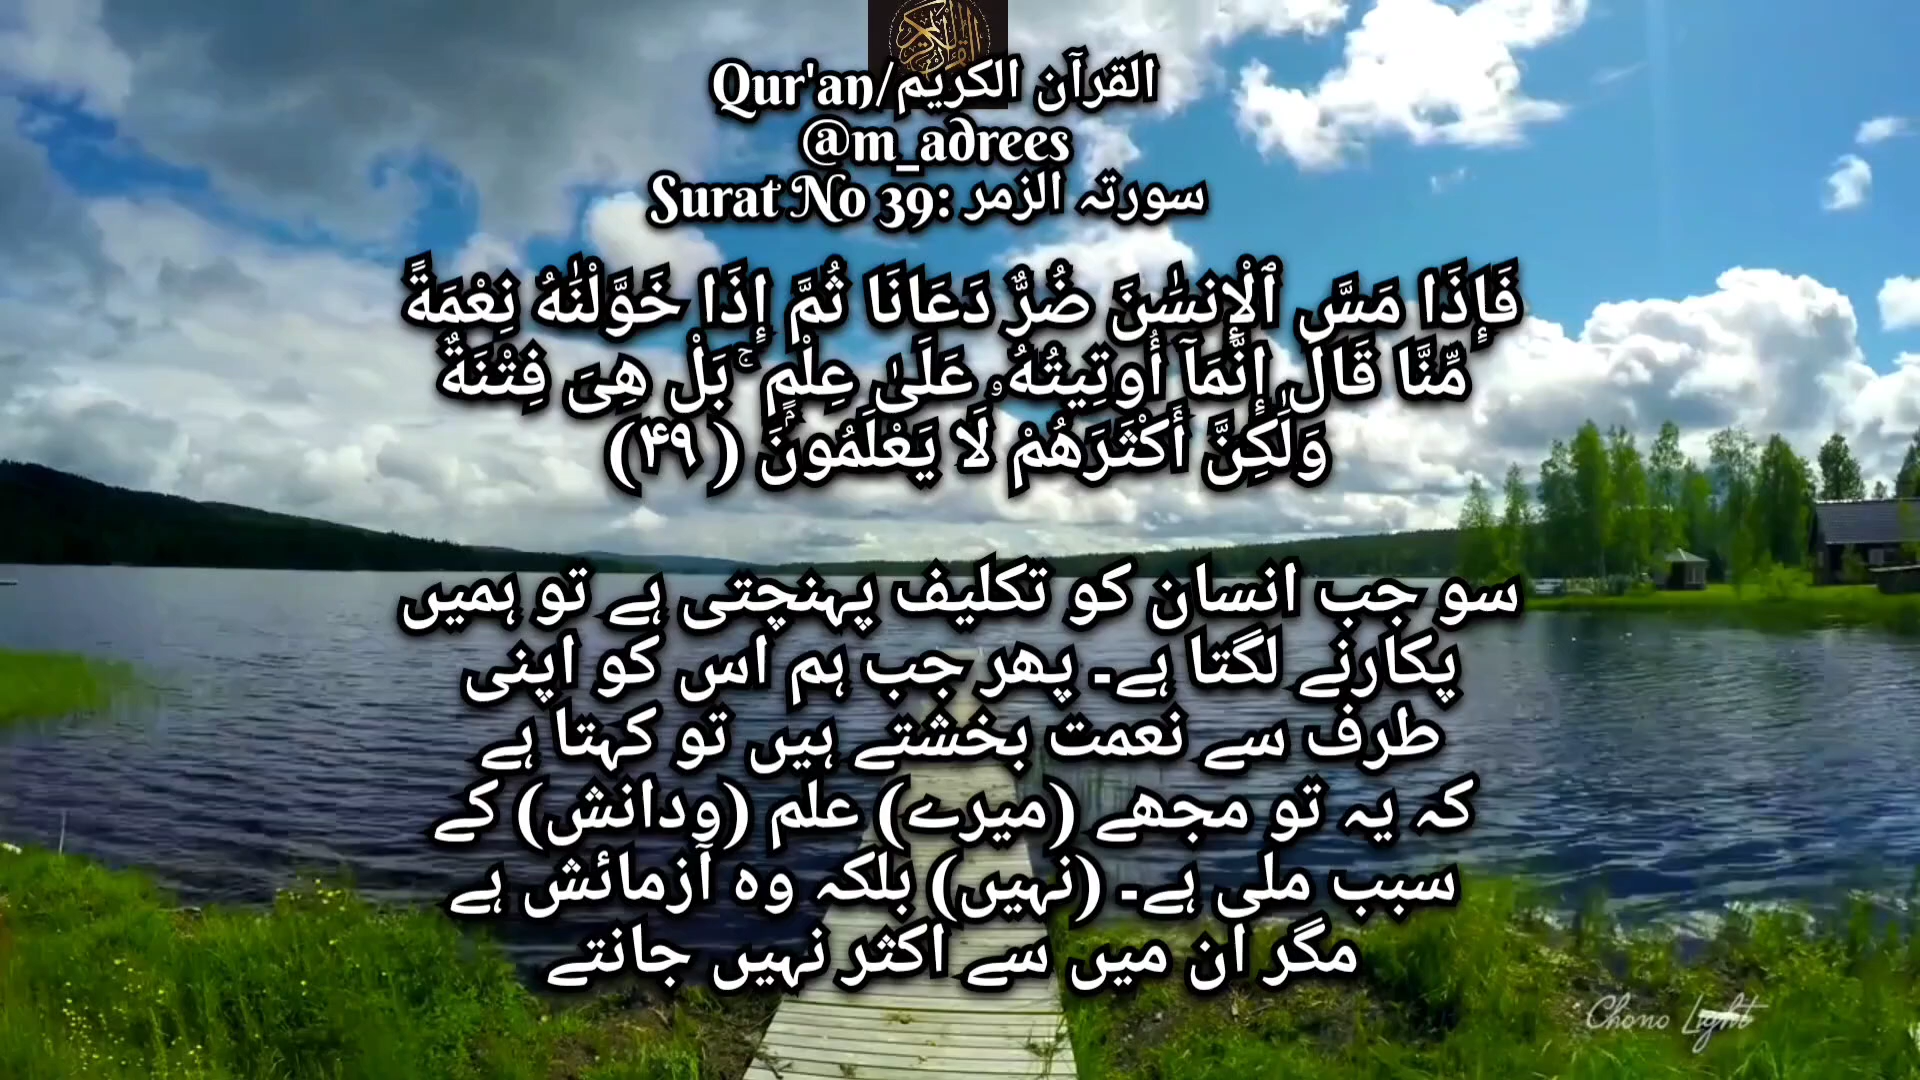 القرآن الكريم/Qur'an
@m_adrees
Surat No 39: سورتہ الزمر
فَإِذَا مَسَّ ٱلْإِنسَٰنَ ضُرٌّ دَعَانَا ثُمَّ إِذَا خَوَّلْنَٰهُ نِعْمَةً
مِّنَّا قَالَ إِنَّمَآ أُوتِيتُهُۥ عَلَىٰ عِلْمٍۭ ۚ بَلْ هِىَ فِتْنَةٌ
وَلَٰكِنَّ أَكْثَرَهُمْ لَا يَعْلَمُونَ (۴۹)
سو جب انسان کو تکلیف پہنچتی ہے تو ہمیں
پکارنے لگتا ہے۔ پھر جب ہم اس کو اپنی
طرف سے نعمت بخشتے ہیں تو کہتا ہے
کہ یہ تو مجھے (میرے) علم (ودانش) کے
سبب ملی ہے۔ (نہیں) بلکہ وہ آزمائش ہے
مگر ان میں سے اکثر نہیں جانتے
Chono Light